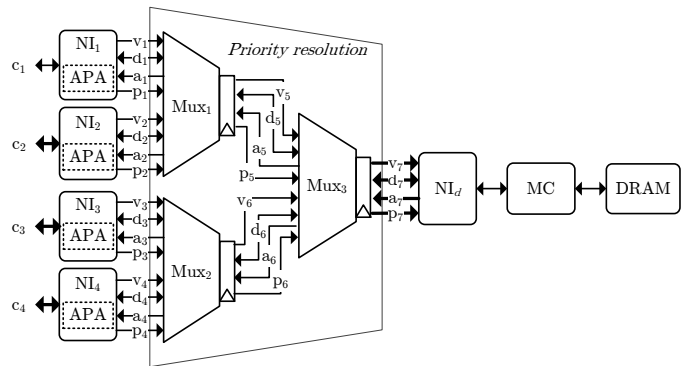 Priority resolution
c₁
NI₁
APA
v₁
d₁
a₁
p₁
Mux₁
c₂
NI₂
APA
v₂
d₂
a₂
p₂
c₃
NI₃
APA
v₃
d₃
a₃
p₃
Mux₂
c₄
NI₄
APA
v₄
d₄
a₄
p₄
v₅
d₅
a₅
p₅
v₆
d₆
a₆
p₆
Mux₃
v₇
d₇
a₇
p₇
NI_d
MC
DRAM